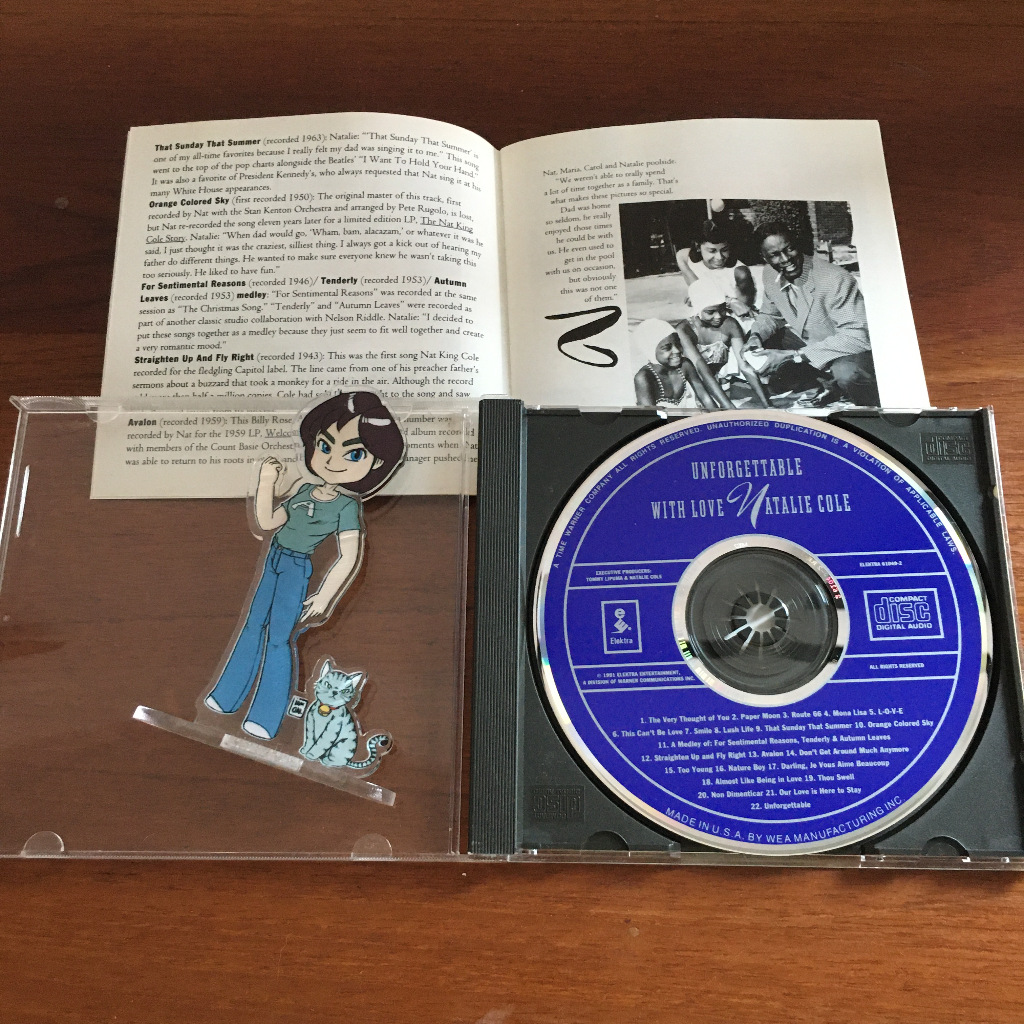 That Sunday That Summer (recorded 1963): Natalie: "'That Sunday That Summer' is
one of my all-time favorites because I really felt my dad was singing it to me." This song
went to the top of the pop charts alongside the Beatles' "I Want To Hold Your Hand."
It was also a favorite of President Kennedy's, who always requested that Nat sing it at his
many White House appearances.
Orange Colored Sky (first recorded 1950): The original master of this track, first
recorded by Nat with the Stan Kenton Orchestra and arranged by Pete Rugolo, is lost,
but Nat re-recorded the song eleven years later for a limited edition LP, The Nat King
Cole Story. Natalie: "When dad would go, 'Wham, bam, alacazam,' or whatever it was he
said, I just thought it was the craziest, silliest thing. I always got a kick out of hearing my
father do different things. He wanted to make sure everyone knew he wasn't taking this
too seriously. He liked to have fun."
For Sentimental Reasons (recorded 1946)/ Tenderly (recorded 1953)/ Autumn
Leaves (recorded 1953) medley: "For Sentimental Reasons" was recorded at the same
session as "The Christmas Song." "Tenderly" and "Autumn Leaves" were recorded as
part of another classic studio collaboration with Nelson Riddle. Natalie: "I decided to
put these songs together as a medley because they just seem to fit well together and create
a very romantic mood."
Straighten Up And Fly Right (recorded 1943): This was the first song Nat King Cole
recorded for the fledgling Capitol label. The line came from one of his preacher father's
sermons about a buzzard that took a monkey for a ride in the air. Although the record
than half a million copies, Cole had to the song and saw
Avalon (recorded 1959): This Billy Rose number was
recorded by Nat for the 1959 LP, album recorded
with members of the Count Basie moments when Nat
was able to return to his roots and manager pushed
Nat, Maria, Carol and Natalie poolside.
"We weren't able to really spend
a lot of time together as a family. That's
what makes these pictures so special.
Dad was home
so seldom, he really
enjoyed those times
he could be with
us. He even used to
get in the pool
with us on occasion,
but obviously
this was not one
of them."
A TIME WARNER COMPANY. ALL RIGHTS RESERVED. UNAUTHORIZED DUPLICATION IS A VIOLATION OF APPLICABLE LAWS.
UNFORGETTABLE
WITH LOVE NATALIE COLE
EXECUTIVE PRODUCERS:
TOMMY LIPUMA & NATALIE COLE
ELEKTRA 61049-2
e
Elektra
COMPACT
disc
DIGITAL AUDIO
© 1991 ELEKTRA ENTERTAINMENT,
A DIVISION OF WARNER COMMUNICATIONS INC.
ALL RIGHTS RESERVED
1. The Very Thought of You 2. Paper Moon 3. Route 66 4. Mona Lisa 5. L-O-V-E
6. This Can't Be Love 7. Smile 8. Lush Life 9. That Sunday That Summer 10. Orange Colored Sky
11. A Medley of: For Sentimental Reasons, Tenderly & Autumn Leaves
12. Straighten Up and Fly Right 13. Avalon 14. Don't Get Around Much Anymore
15. Too Young 16. Nature Boy 17. Darling, Je Vous Aime Beaucoup
18. Almost Like Being in Love 19. Thou Swell
20. Non Dimenticar 21. Our Love is Here to Stay
22. Unforgettable
MADE IN U.S.A. BY WEA MANUFACTURING INC.